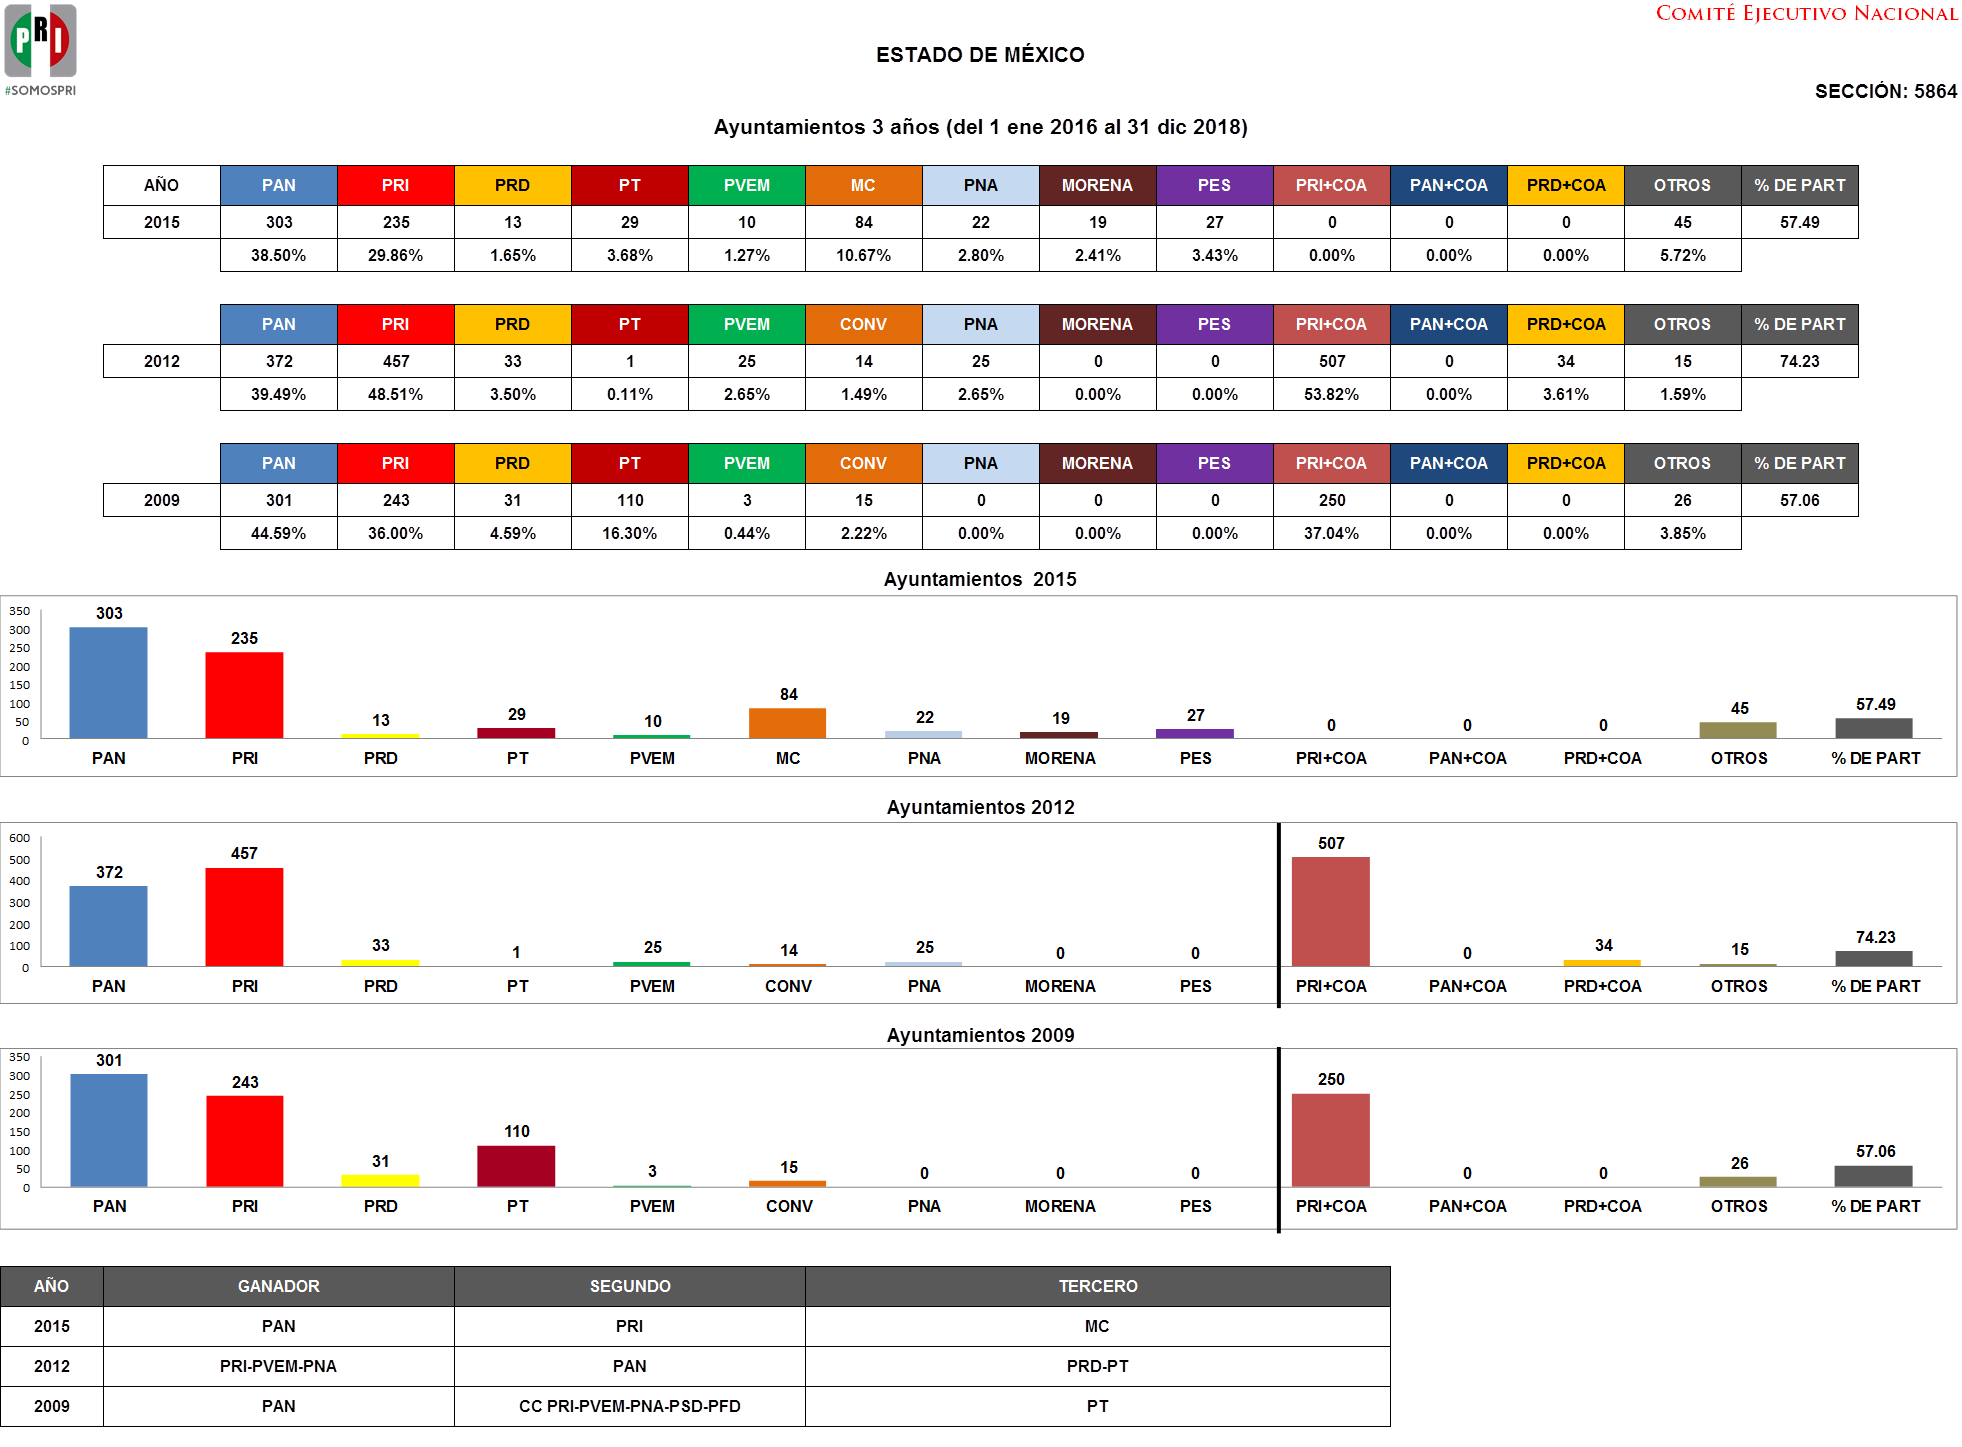 PRI
#SOMOSPRI
COMITÉ EJECUTIVO NACIONAL
ESTADO DE MÉXICO
SECCIÓN: 5864
Ayuntamientos 3 años (del 1 ene 2016 al 31 dic 2018)
AÑO PAN PRI PRD PT PVEM MC PNA MORENA PES PRI+COA PAN+COA PRD+COA OTROS % DE PART
2015 303 235 13 29 10 84 22 19 27 0 0 0 45 57.49
38.50% 29.86% 1.65% 3.68% 1.27% 10.67% 2.80% 2.41% 3.43% 0.00% 0.00% 0.00% 5.72%
PAN PRI PRD PT PVEM CONV PNA MORENA PES PRI+COA PAN+COA PRD+COA OTROS % DE PART
2012 372 457 33 1 25 14 25 0 0 507 0 34 15 74.23
39.49% 48.51% 3.50% 0.11% 2.65% 1.49% 2.65% 0.00% 0.00% 53.82% 0.00% 3.61% 1.59%
PAN PRI PRD PT PVEM CONV PNA MORENA PES PRI+COA PAN+COA PRD+COA OTROS % DE PART
2009 301 243 31 110 3 15 0 0 0 250 0 0 26 57.06
44.59% 36.00% 4.59% 16.30% 0.44% 2.22% 0.00% 0.00% 0.00% 37.04% 0.00% 0.00% 3.85%
Ayuntamientos 2015
350
300
250
200
150
100
50
0
303 235 13 29 10 84 22 19 27 0 0 0 45 57.49
PAN PRI PRD PT PVEM MC PNA MORENA PES PRI+COA PAN+COA PRD+COA OTROS % DE PART
Ayuntamientos 2012
600
500
400
300
200
100
0
372 457 33 1 25 14 25 0 0 507 0 34 15 74.23
PAN PRI PRD PT PVEM CONV PNA MORENA PES PRI+COA PAN+COA PRD+COA OTROS % DE PART
Ayuntamientos 2009
350
300
250
200
150
100
50
0
301 243 31 110 3 15 0 0 0 250 0 0 26 57.06
PAN PRI PRD PT PVEM CONV PNA MORENA PES PRI+COA PAN+COA PRD+COA OTROS % DE PART
AÑO GANADOR SEGUNDO TERCERO
2015 PAN PRI MC
2012 PRI-PVEM-PNA PAN PRD-PT
2009 PAN CC PRI-PVEM-PNA-PSD-PFD PT